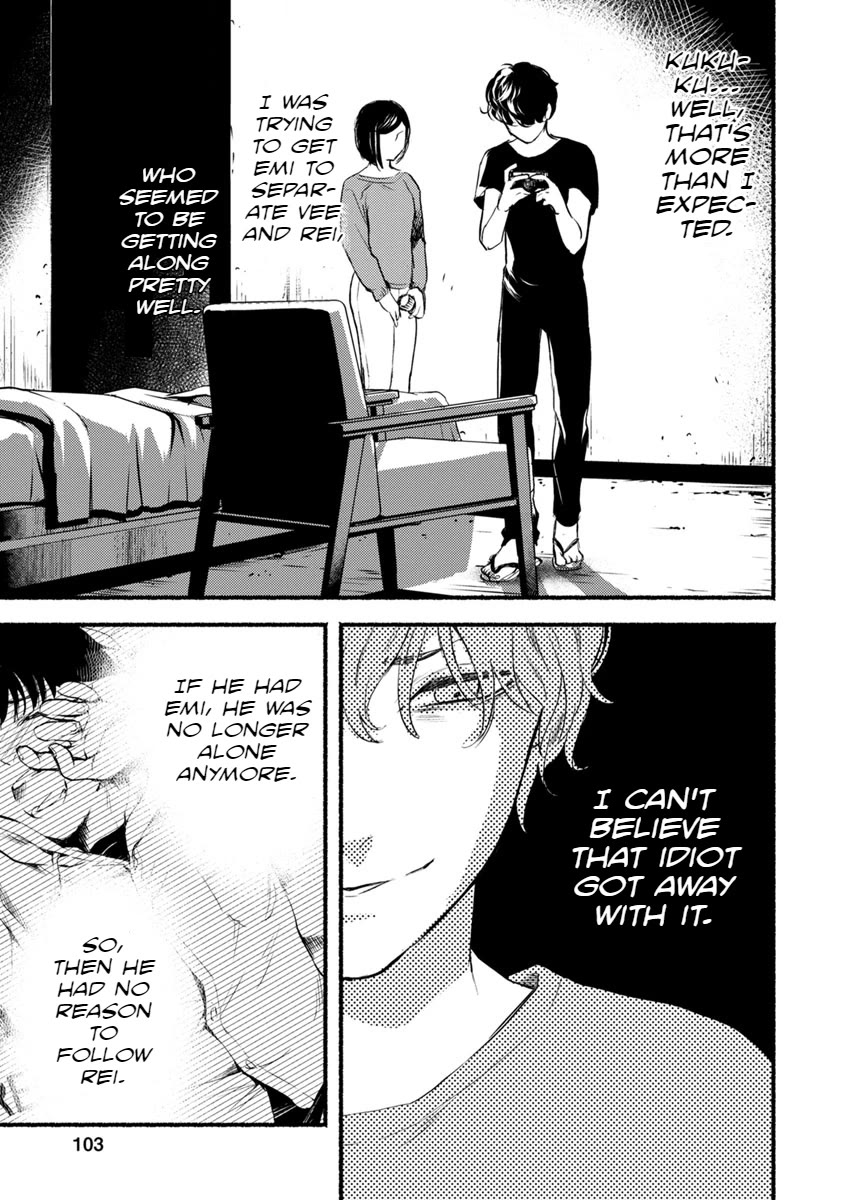 KUKU-
KU...
WELL,
THAT'S
MORE
THAN I
EXPEC-
TED.
I WAS
TRYING
TO GET
EMI TO
SEPAR-
ATE VEE
AND REI,
WHO
SEEMED
TO BE
GETTING
ALONG
PRETTY
WELL.
I CAN'T
BELIEVE
THAT IDIOT
GOT AWAY
WITH IT.
IF HE HAD
EMI, HE WAS
NO LONGER
ALONE
ANYMORE.
SO,
THEN HE
HAD NO
REASON
TO
FOLLOW
REI.
103